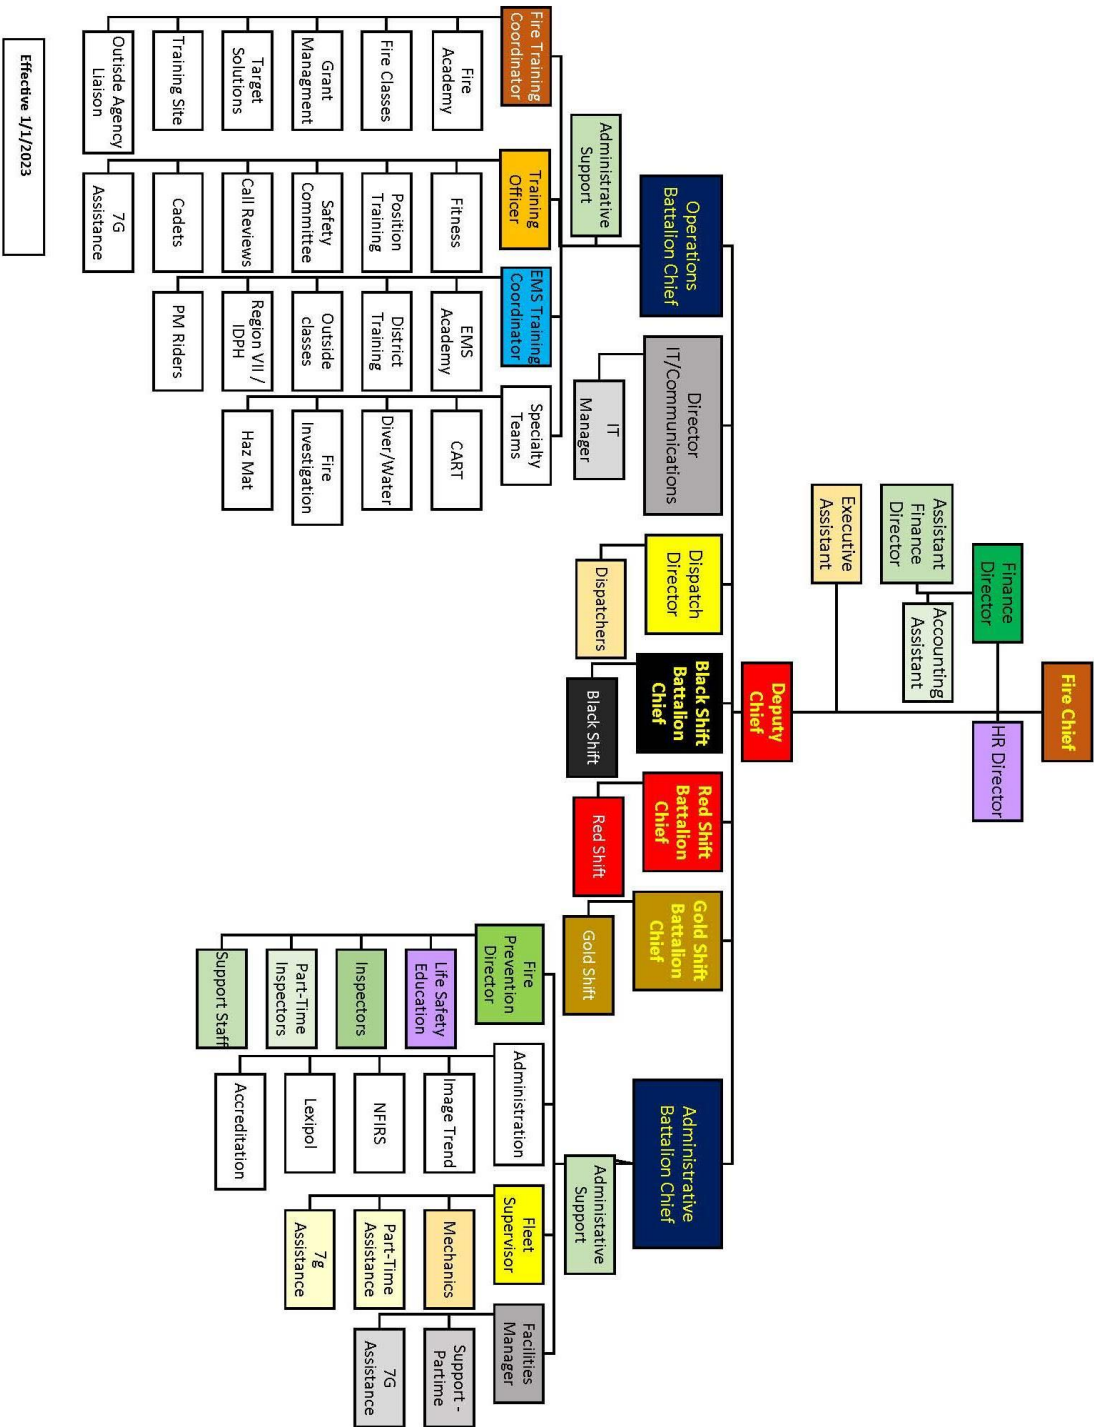 Fire Chief
Finance
Director
HR Director
Assistant
Finance
Director
Accounting
Assistant
Executive
Assistant
Deputy
Chief
Operations
Battalion Chief
Director
IT/Communications
Dispatch
Director
Black Shift
Battalion
Chief
Red Shift
Battalion
Chief
Gold Shift
Battalion
Chief
Administrative
Battalion Chief
Administrative
Support
IT
Manager
Dispatchers
Black Shift
Red Shift
Gold Shift
Administative
Support
Fire Training
Coordinator
Fire
Academy
Fire Classes
Grant
Managment
Target
Solutions
Training Site
Outisde Agency
Liaison
Training
Officer
Fitness
Position
Training
Safety
Committee
Call Reviews
Cadets
7G
Assistance
EMS Training
Coordinator
EMS
Academy
District
Training
Outside
classes
Region VII /
IDPH
PM Riders
Specialty
Teams
CART
Diver/Water
Fire
Investigation
Haz Mat
Fire
Prevention
Director
Life Safety
Education
Inspectors
Part-Time
Inspectors
Support Staff
Administration
Image Trend
NFIRS
Lexipol
Accreditation
Fleet
Supervisor
Mechanics
Part-Time
Assistance
7g
Assistance
Facilities
Manager
Support -
Partime
7G
Assistance
Effective 1/1/2023